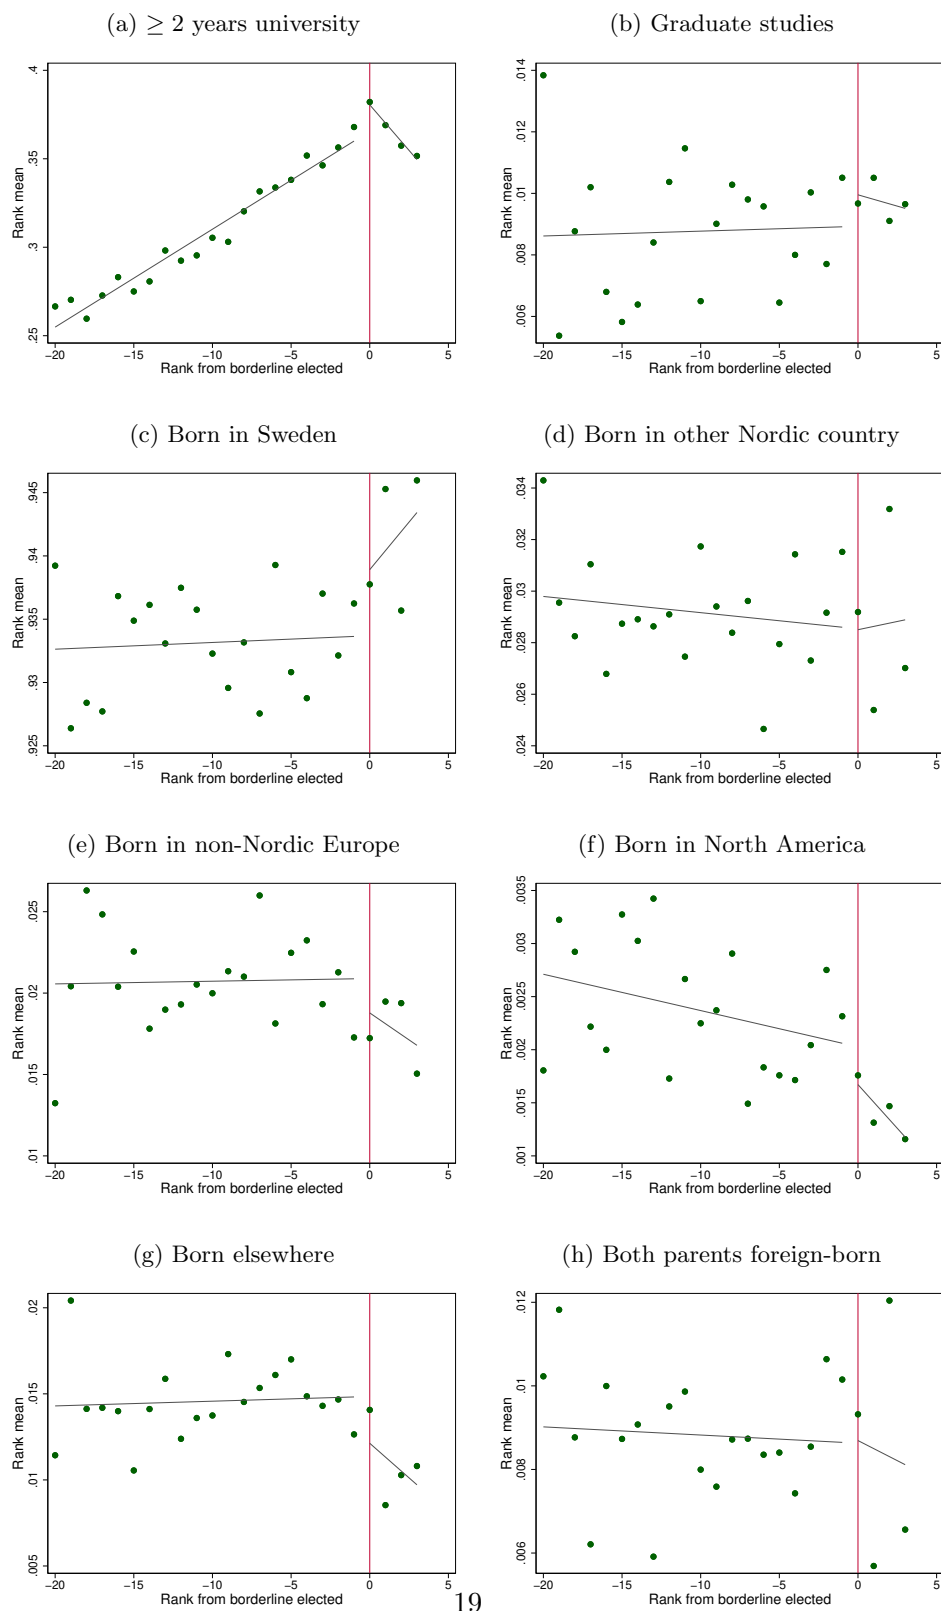 (a) ≥ 2 years university
.4
.35
.3
.25
Rank mean
−20 −15 −10 −5 0 5
Rank from borderline elected
(b) Graduate studies
.014
.012
.01
.008
.006
Rank mean
−20 −15 −10 −5 0 5
Rank from borderline elected
(c) Born in Sweden
.945
.94
.935
.93
.925
Rank mean
−20 −15 −10 −5 0 5
Rank from borderline elected
(d) Born in other Nordic country
.034
.032
.03
.028
.026
.024
Rank mean
−20 −15 −10 −5 0 5
Rank from borderline elected
(e) Born in non-Nordic Europe
.025
.02
.015
.01
Rank mean
−20 −15 −10 −5 0 5
Rank from borderline elected
(f) Born in North America
.0035
.003
.0025
.002
.0015
.001
Rank mean
−20 −15 −10 −5 0 5
Rank from borderline elected
(g) Born elsewhere
.02
.015
.01
.005
Rank mean
−20 −15 −10 −5 0 5
Rank from borderline elected
(h) Both parents foreign-born
.012
.01
.008
.006
Rank mean
−20 −15 −10 −5 0 5
Rank from borderline elected
19